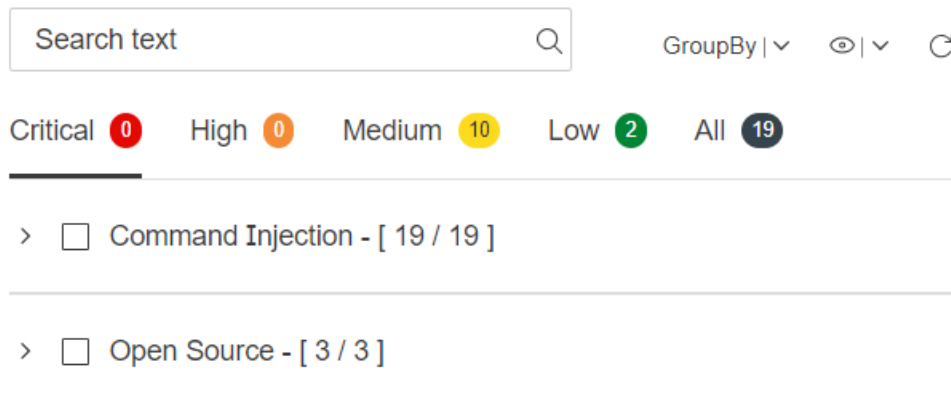 Search text
GroupBy |
|
Critical 0 High 0 Medium 10 Low 2 All 19
Command Injection - [ 19 / 19 ]
Open Source - [ 3 / 3 ]